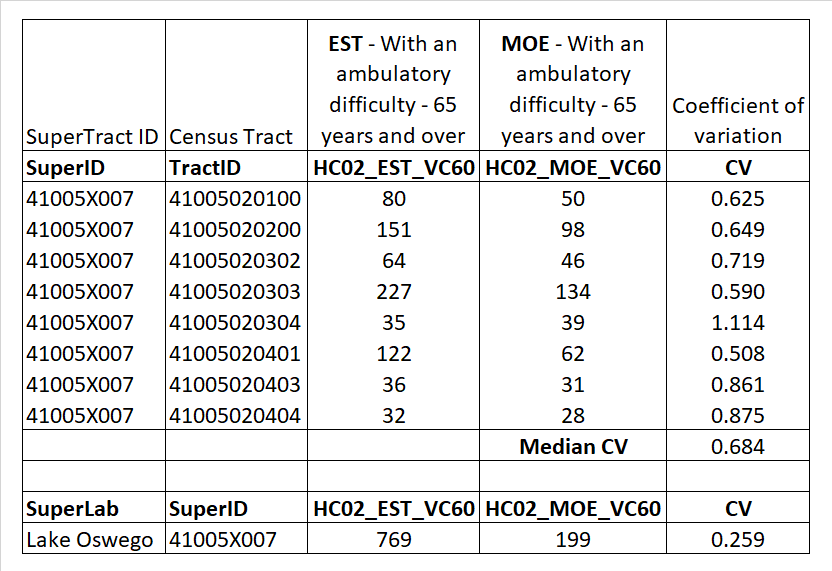 SuperTract ID Census Tract EST - With an ambulatory difficulty - 65 years and over MOE - With an ambulatory difficulty - 65 years and over Coefficient of variation
SuperID TractID HC02_EST_VC60 HC02_MOE_VC60 CV
41005X007 41005020100 80 50 0.625
41005X007 41005020200 151 98 0.649
41005X007 41005020302 64 46 0.719
41005X007 41005020303 227 134 0.590
41005X007 41005020304 35 39 1.114
41005X007 41005020401 122 62 0.508
41005X007 41005020403 36 31 0.861
41005X007 41005020404 32 28 0.875
Median CV 0.684
SuperLab SuperID HC02_EST_VC60 HC02_MOE_VC60 CV
Lake Oswego 41005X007 769 199 0.259